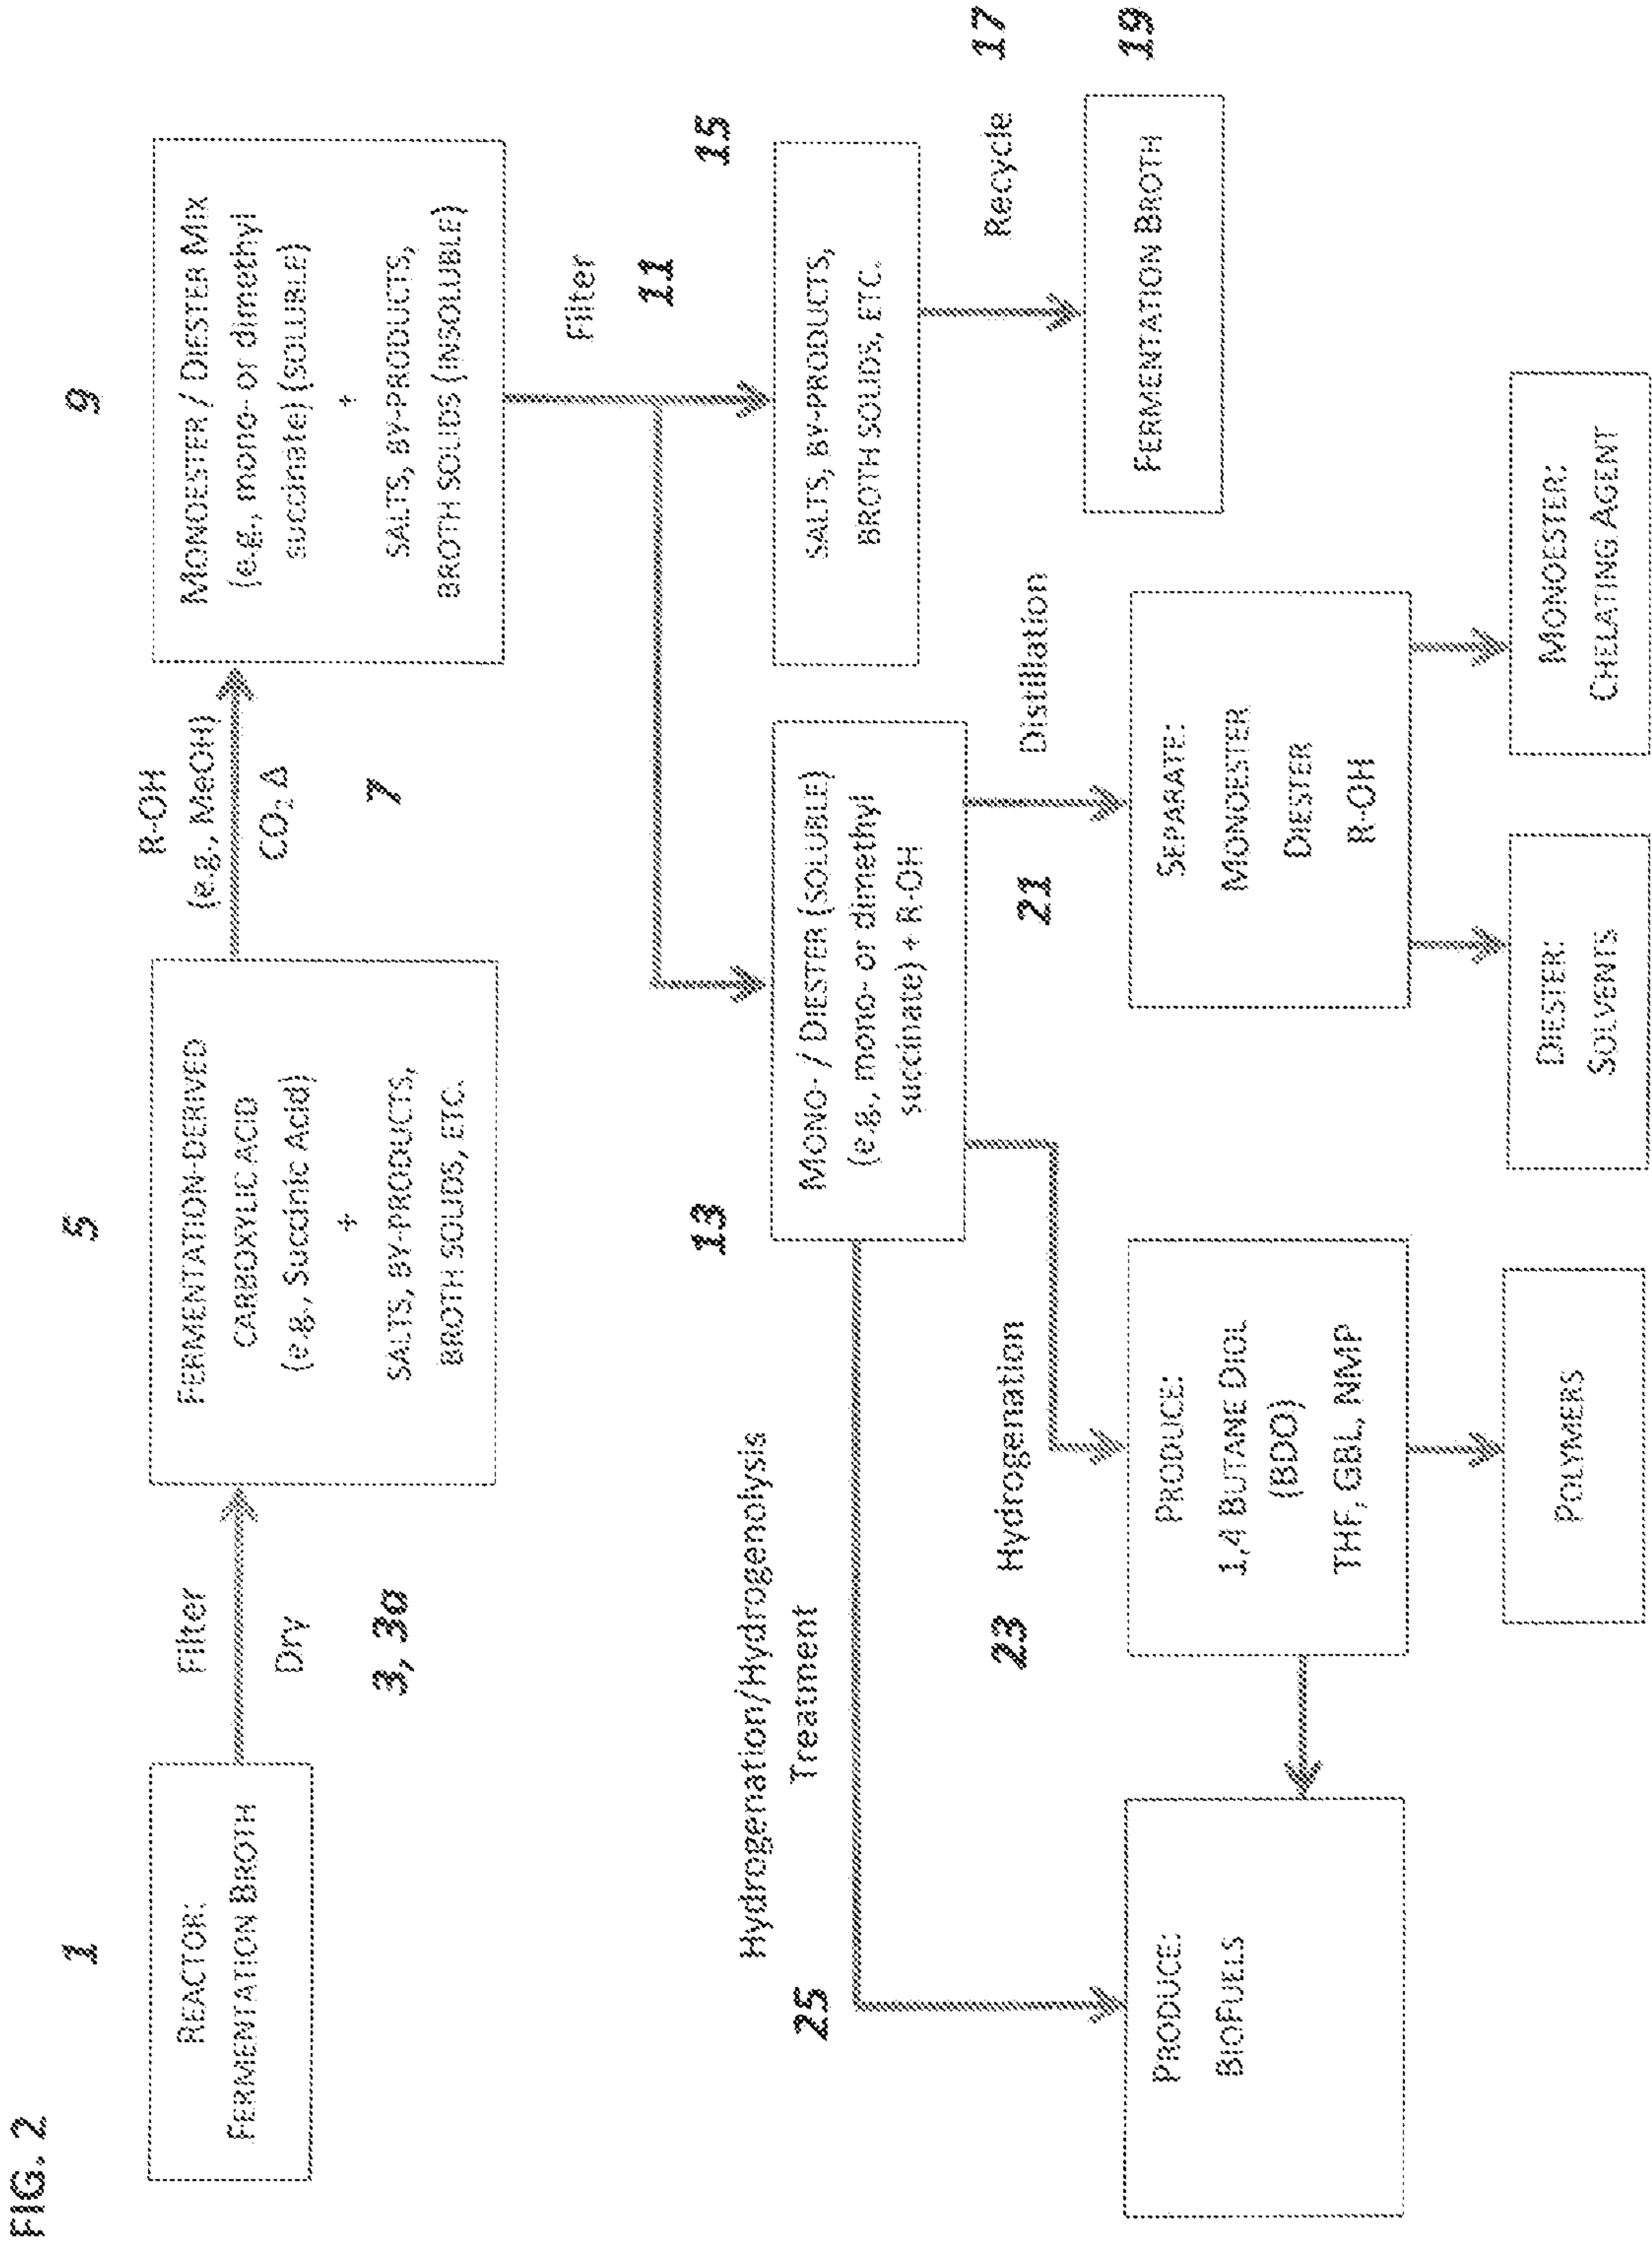 FIG. 2
1
REACTOR:
FERMENTATION BROTH
Filter
Dry
3, 3a
5
FERMENTATION-DERIVED
CARBOXYLIC ACID
(e.g., Succinic Acid)
+
SALTS, BY-PRODUCTS,
BROTH SOLIDS, ETC.
R-OH
(e.g., MeOH)
CO₂ Δ
7
9
MONOESTER / DIESTER MIX
(e.g., mono- or dimethyl
succinate) (SOLUBLE)
+
SALTS, BY-PRODUCTS,
BROTH SOLIDS (INSOLUBLE)
Filter
11
13
MONO- / DIESTER (SOLUBLE)
(e.g., mono- or dimethyl
succinate) + R-OH
15
SALTS, BY-PRODUCTS,
BROTH SOLIDS, ETC.
Recycle
17
19
FERMENTATION BROTH
Hydrogenation/Hydrogenolysis
Treatment
25
PRODUCE:
BIOFUELS
23
Hydrogenation
PRODUCE:
1,4 BUTANE DIOL
(BDO)
THF, GBL, NMP
POLYMERS
21
Distillation
SEPARATE:
MONOESTER
DIESTER
R-OH
DIESTER:
SOLVENTS
MONOESTER:
CHELATING AGENT